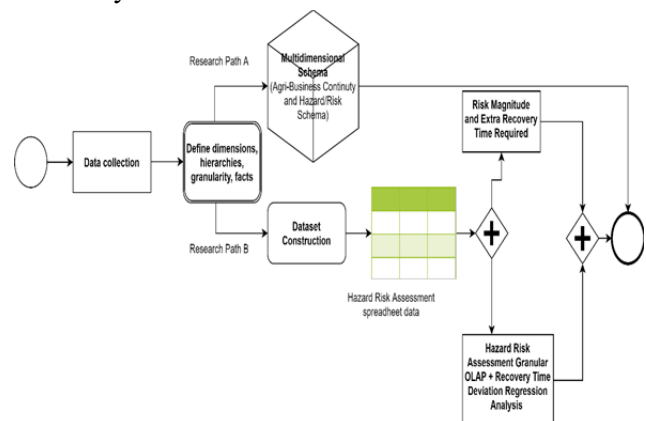 Research Path A
Multidimensional
Schema
(Agri-Business Continuity
and Hazard/Risk
Schema)
Risk Magnitude
and Extra Recovery
Time Required
Data collection
Define dimensions,
hierarchies,
granularity, facts
Research Path B
Dataset
Construction
Hazard Risk Assessment
spreadheet data
Hazard Risk
Assessment Granular
OLAP + Recovery Time
Deviation Regression
Analysis